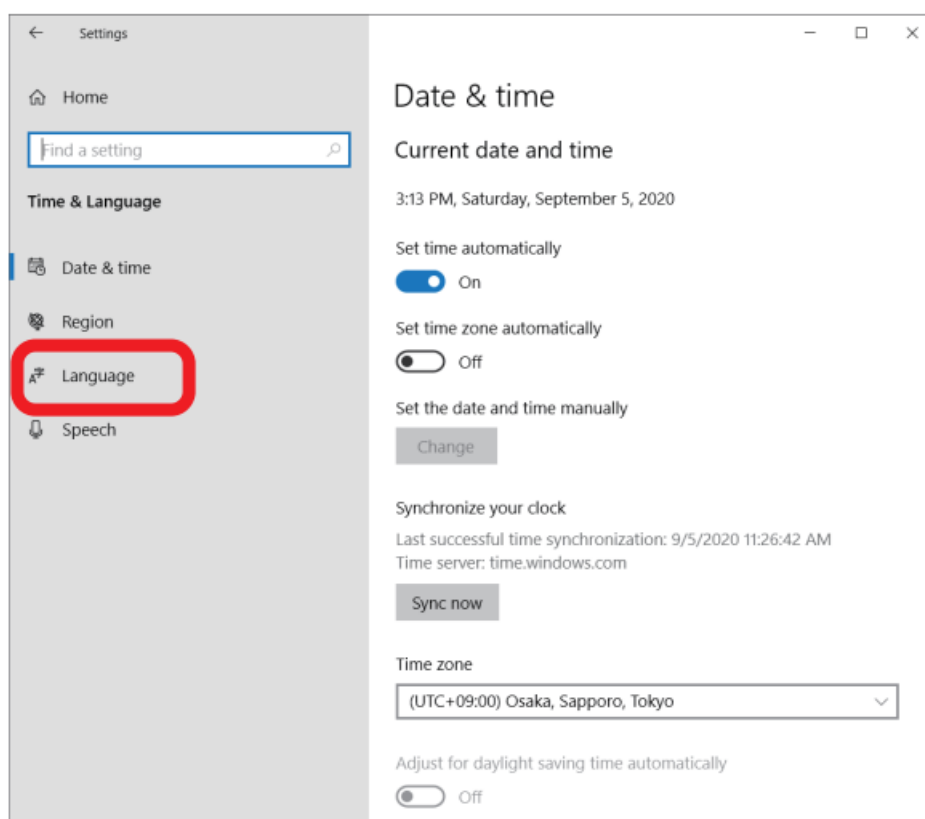 Settings
Home
Find a setting
Time & Language
Date & time
Region
Language
Speech
Date & time
Current date and time
3:13 PM, Saturday, September 5, 2020
Set time automatically
On
Set time zone automatically
Off
Set the date and time manually
Change
Synchronize your clock
Last successful time synchronization: 9/5/2020 11:26:42 AM
Time server: time.windows.com
Sync now
Time zone
(UTC+09:00) Osaka, Sapporo, Tokyo
Adjust for daylight saving time automatically
Off